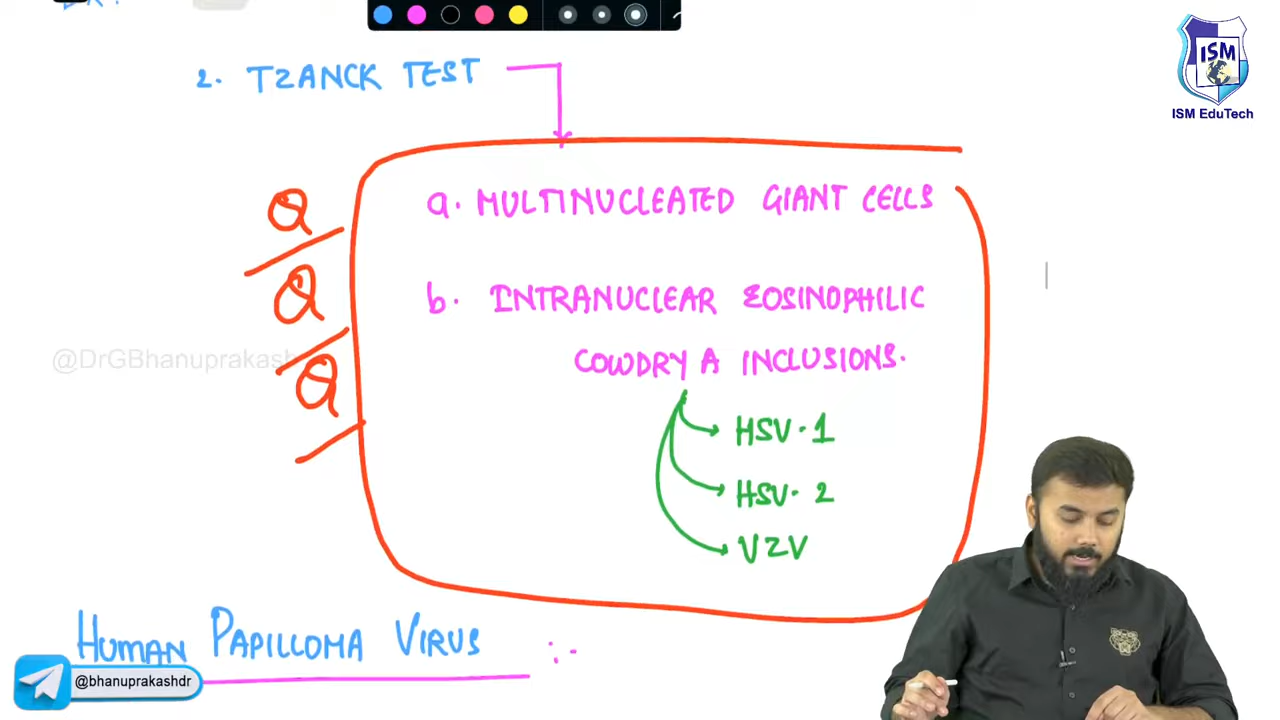 2. TZANCK TEST
ISM
ISM EduTech
Q
a. MULTINUCLEATED GIANT CELLS
Q
b. INTRANUCLEAR EOSINOPHILIC
COWDRY A INCLUSIONS.
@DrGBhanuprakash
Q
HSV-1
HSV-2
VZV
HUMAN PAPILLOMA VIRUS :-
@bhanuprakashdr